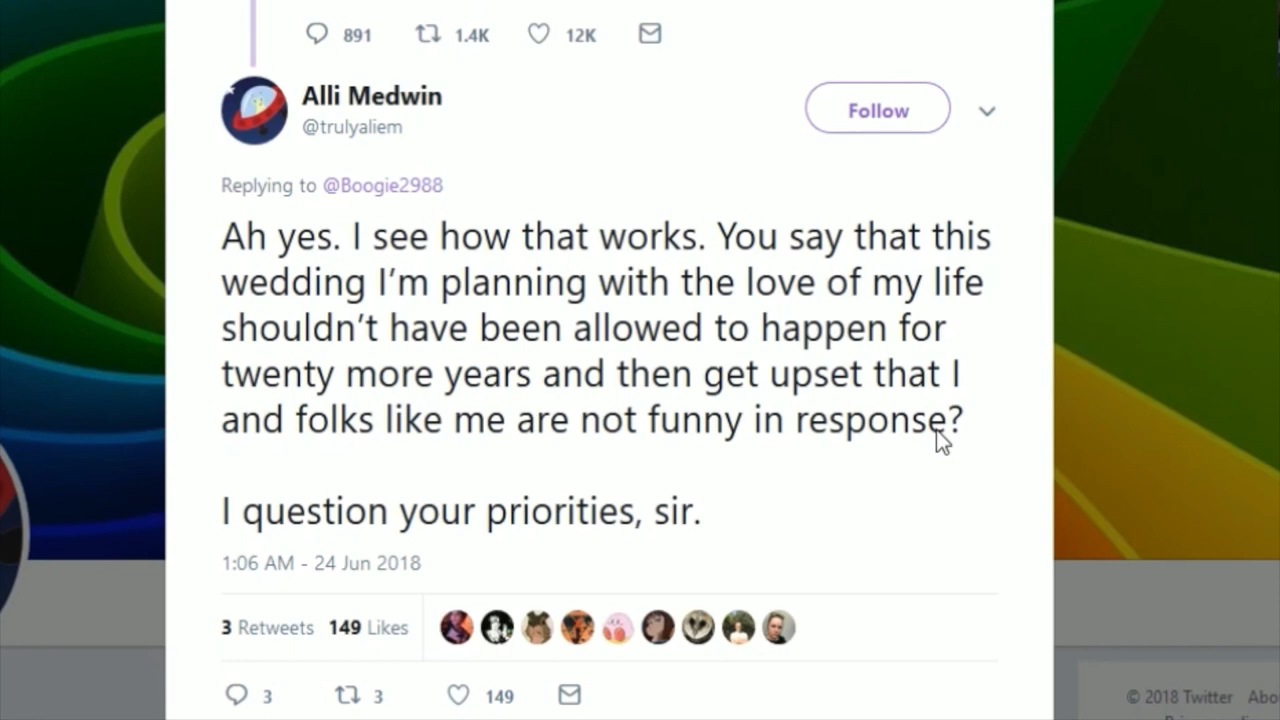 891 1.4K 12K
Alli Medwin
@trulyaliem
Follow
Replying to @Boogie2988
Ah yes. I see how that works. You say that this
wedding I'm planning with the love of my life
shouldn't have been allowed to happen for
twenty more years and then get upset that I
and folks like me are not funny in response?
I question your priorities, sir.
1:06 AM - 24 Jun 2018
3 Retweets 149 Likes
3 3 149
© 2018 Twitter Abo